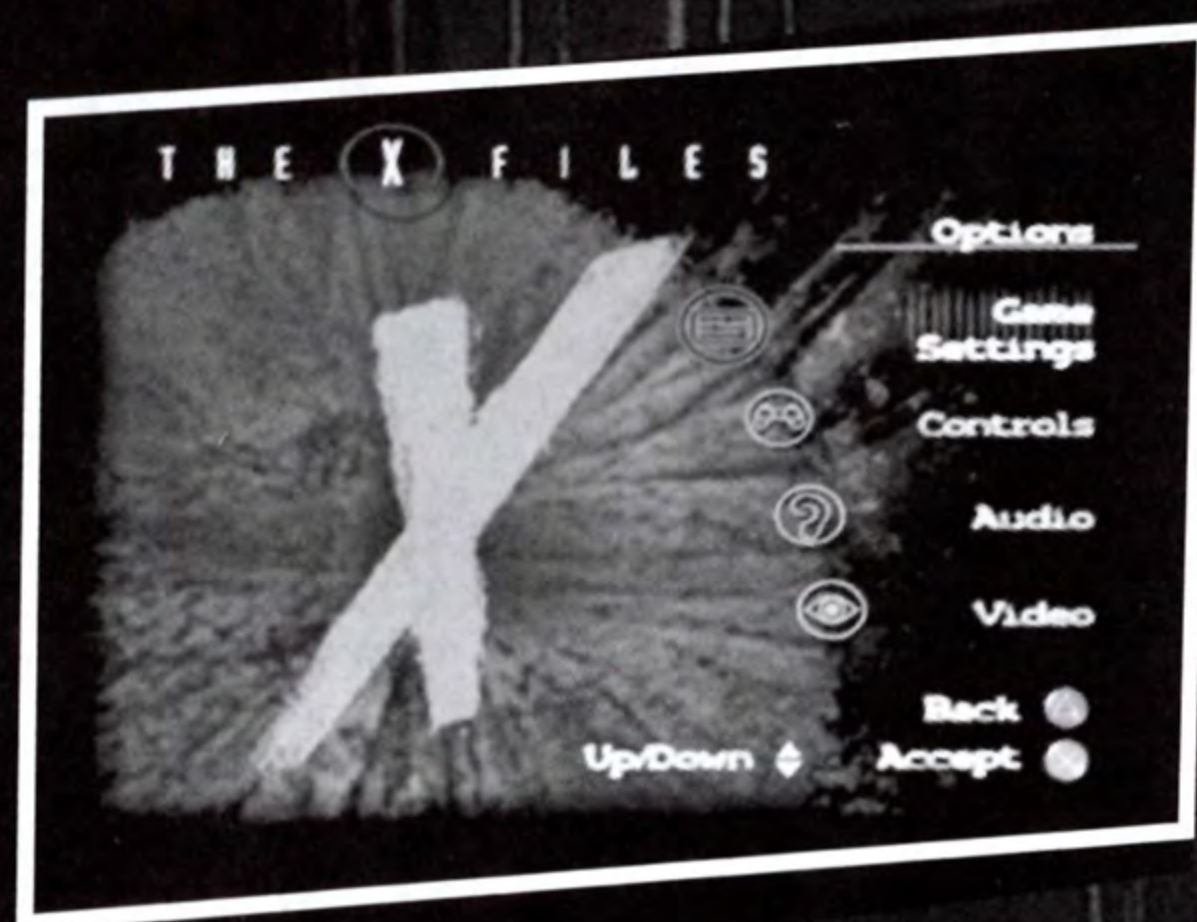 THE X FILES
Options
Game
Settings
Controls
Audio
Video
Back
Up/Down Accept